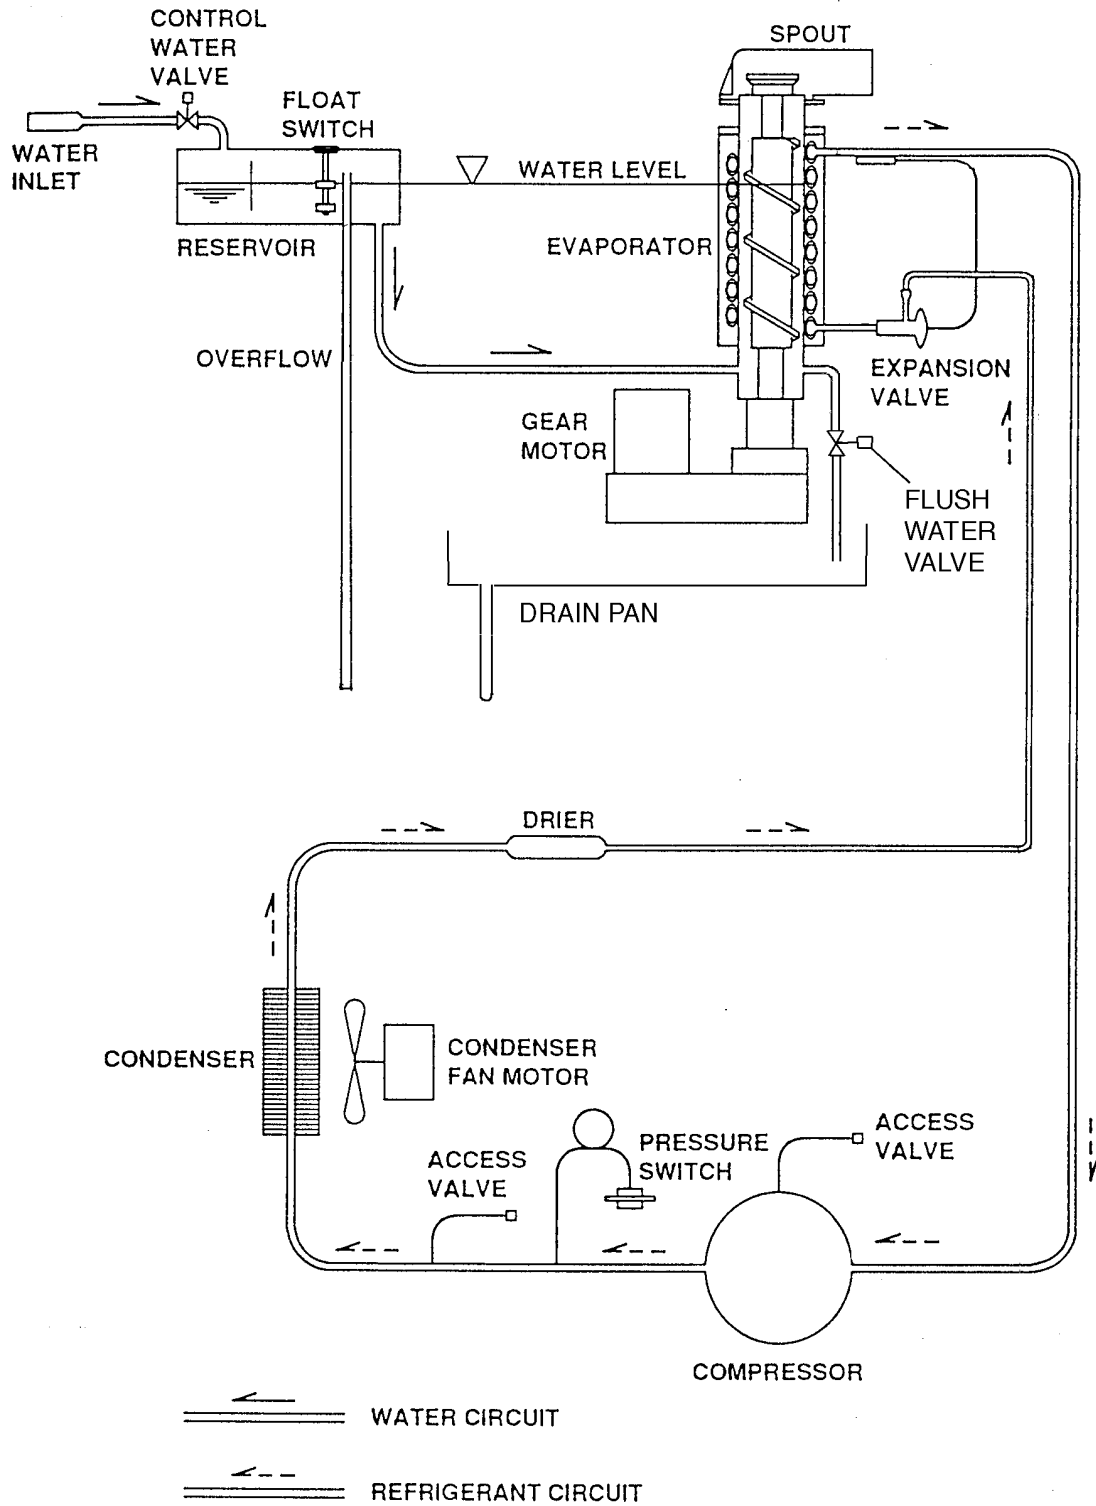 CONTROL
WATER
VALVE
SPOUT
FLOAT
SWITCH
WATER
INLET
WATER LEVEL
RESERVOIR
EVAPORATOR
OVERFLOW
EXPANSION
VALVE
GEAR
MOTOR
FLUSH
WATER
VALVE
DRAIN PAN
DRIER
CONDENSER
CONDENSER
FAN MOTOR
ACCESS
VALVE
PRESSURE
SWITCH
ACCESS
VALVE
COMPRESSOR
WATER CIRCUIT
REFRIGERANT CIRCUIT